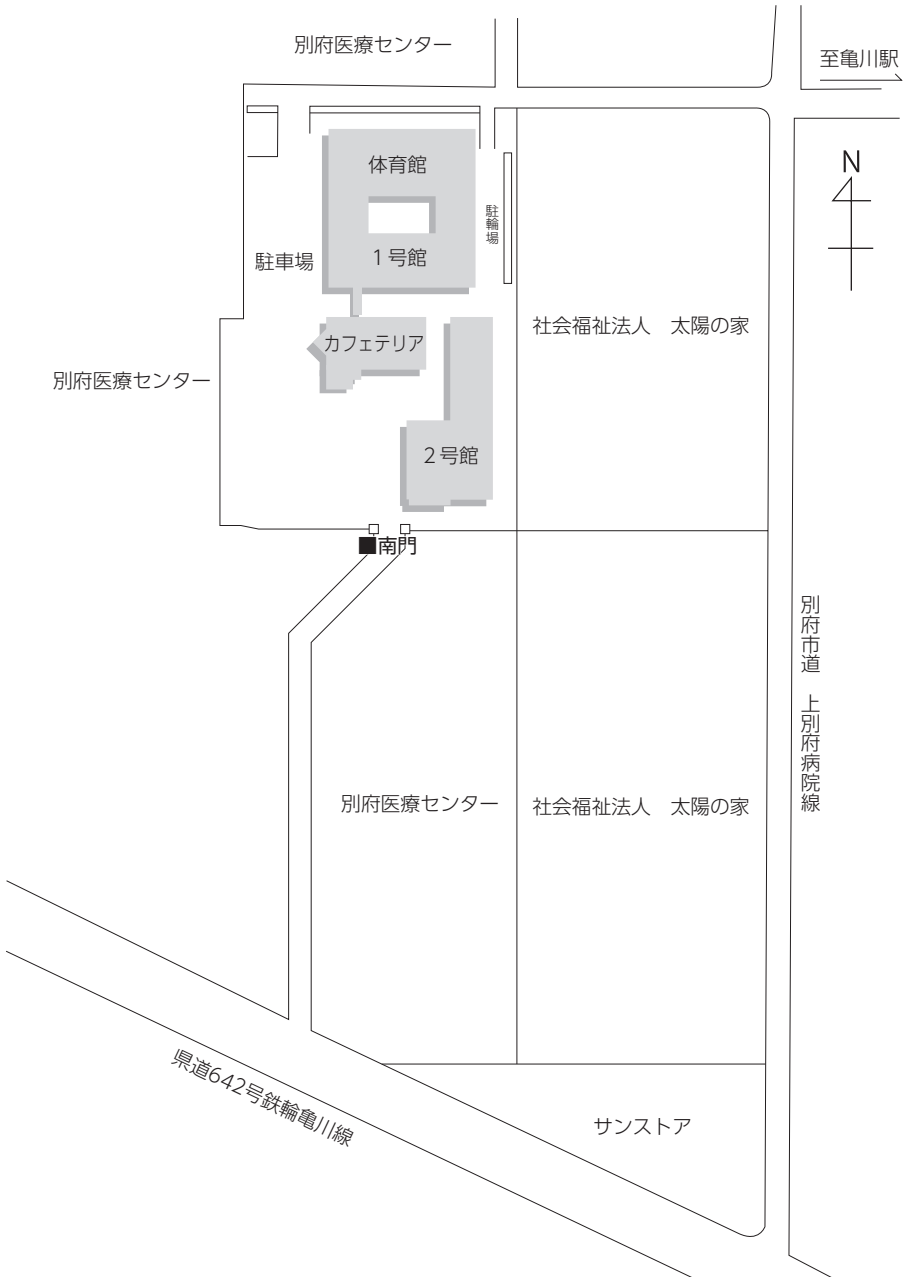 別府医療センター
至亀川駅
体育館
N
駐輪場
１号館
駐車場
社会福祉法人　太陽の家
カフェテリア
別府医療センター
２号館
■南門
別府市道　上別府病院線
別府医療センター
社会福祉法人　太陽の家
県道642号鉄輪亀川線
サンストア